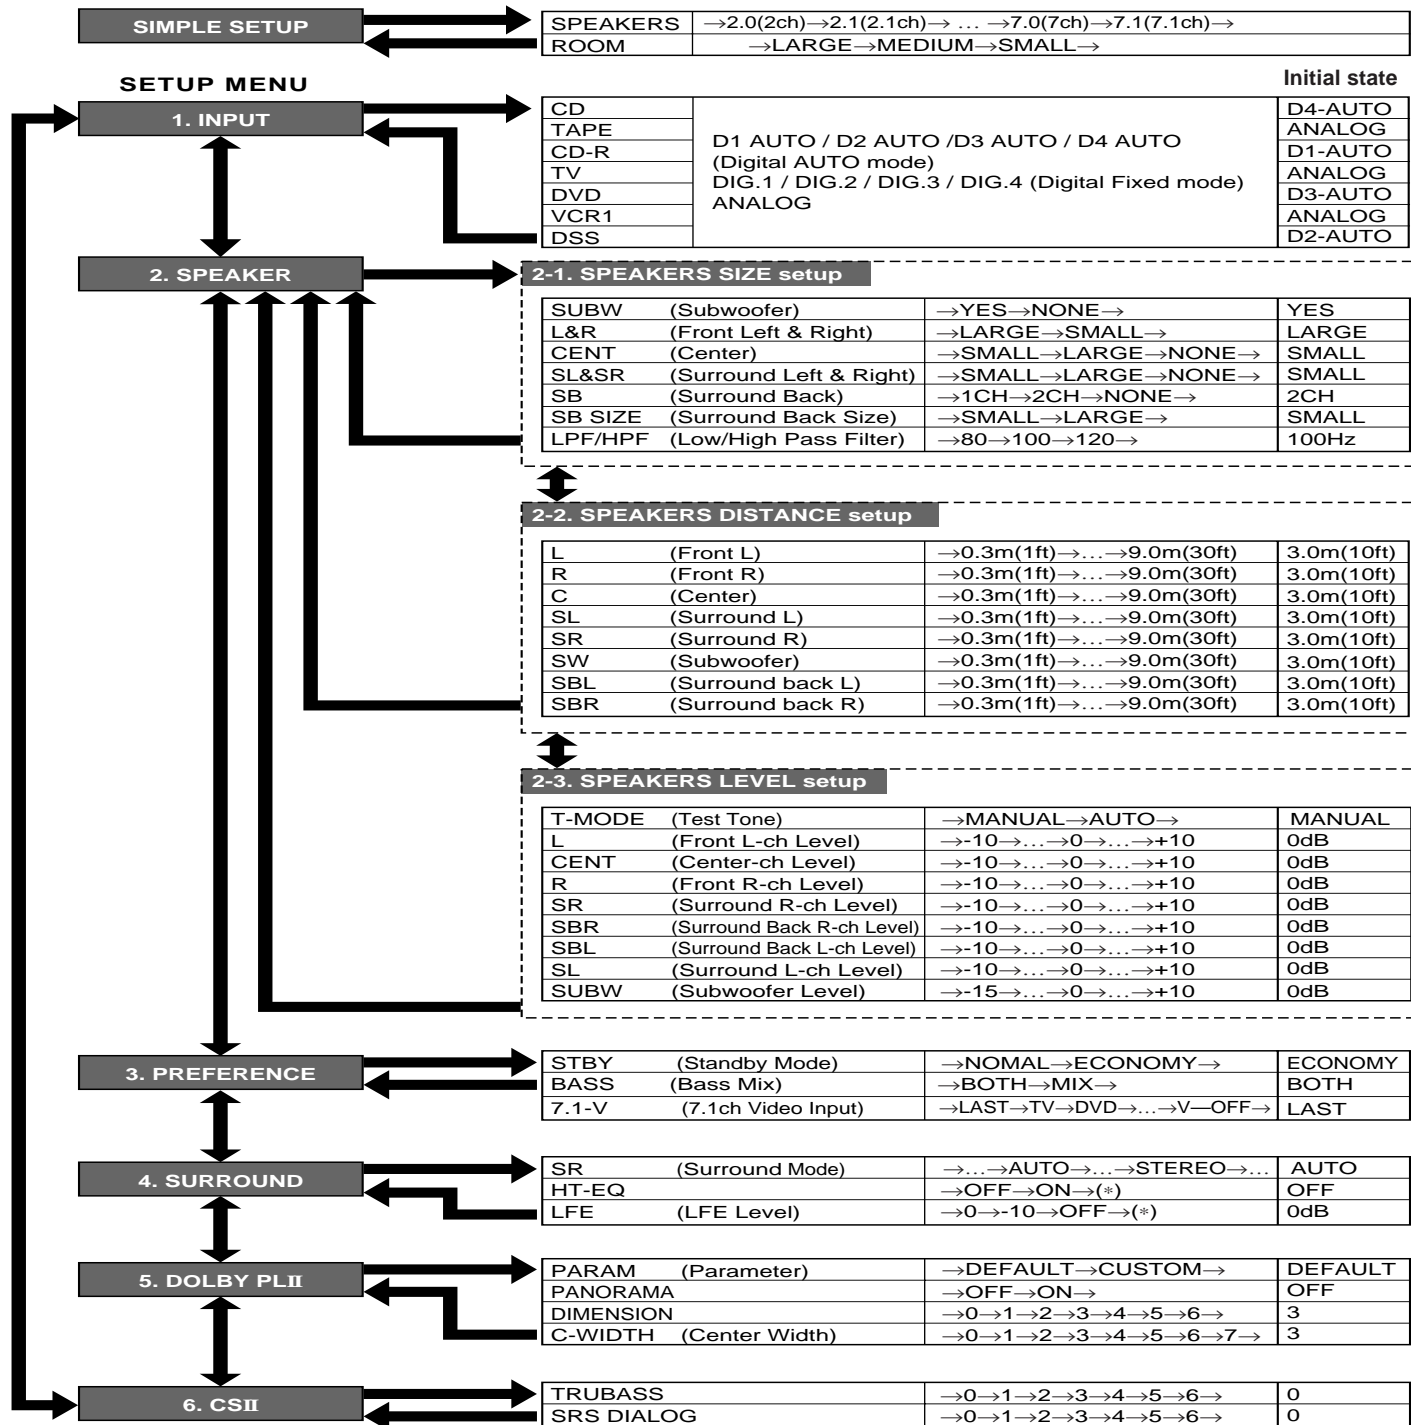 SIMPLE SETUP
SPEAKERS →2.0(2ch)→2.1(2.1ch)→ … →7.0(7ch)→7.1(7.1ch)→
ROOM →LARGE→MEDIUM→SMALL→
SETUP MENU
Initial state
1. INPUT
CD D4-AUTO
TAPE ANALOG
CD-R D1-AUTO
TV ANALOG
DVD D3-AUTO
VCR1 ANALOG
DSS D2-AUTO
D1 AUTO / D2 AUTO /D3 AUTO / D4 AUTO
(Digital AUTO mode)
DIG.1 / DIG.2 / DIG.3 / DIG.4 (Digital Fixed mode)
ANALOG
2. SPEAKER
2-1. SPEAKERS SIZE setup
SUBW (Subwoofer) →YES→NONE→ YES
L&R (Front Left & Right) →LARGE→SMALL→ LARGE
CENT (Center) →SMALL→LARGE→NONE→ SMALL
SL&SR (Surround Left & Right) →SMALL→LARGE→NONE→ SMALL
SB (Surround Back) →1CH→2CH→NONE→ 2CH
SB SIZE (Surround Back Size) →SMALL→LARGE→ SMALL
LPF/HPF (Low/High Pass Filter) →80→100→120→ 100Hz
2-2. SPEAKERS DISTANCE setup
L (Front L) →0.3m(1ft)→…→9.0m(30ft) 3.0m(10ft)
R (Front R) →0.3m(1ft)→…→9.0m(30ft) 3.0m(10ft)
C (Center) →0.3m(1ft)→…→9.0m(30ft) 3.0m(10ft)
SL (Surround L) →0.3m(1ft)→…→9.0m(30ft) 3.0m(10ft)
SR (Surround R) →0.3m(1ft)→…→9.0m(30ft) 3.0m(10ft)
SW (Subwoofer) →0.3m(1ft)→…→9.0m(30ft) 3.0m(10ft)
SBL (Surround back L) →0.3m(1ft)→…→9.0m(30ft) 3.0m(10ft)
SBR (Surround back R) →0.3m(1ft)→…→9.0m(30ft) 3.0m(10ft)
2-3. SPEAKERS LEVEL setup
T-MODE (Test Tone) →MANUAL→AUTO→ MANUAL
L (Front L-ch Level) →-10→…→0→…→+10 0dB
CENT (Center-ch Level) →-10→…→0→…→+10 0dB
R (Front R-ch Level) →-10→…→0→…→+10 0dB
SR (Surround R-ch Level) →-10→…→0→…→+10 0dB
SBR (Surround Back R-ch Level) →-10→…→0→…→+10 0dB
SBL (Surround Back L-ch Level) →-10→…→0→…→+10 0dB
SL (Surround L-ch Level) →-10→…→0→…→+10 0dB
SUBW (Subwoofer Level) →-15→…→0→…→+10 0dB
3. PREFERENCE
STBY (Standby Mode) →NOMAL→ECONOMY→ ECONOMY
BASS (Bass Mix) →BOTH→MIX→ BOTH
7.1-V (7.1ch Video Input) →LAST→TV→DVD→…→V—OFF→ LAST
4. SURROUND
SR (Surround Mode) →…→AUTO→…→STEREO→… AUTO
HT-EQ →OFF→ON→(*) OFF
LFE (LFE Level) →0→-10→OFF→(*) 0dB
5. DOLBY PLII
PARAM (Parameter) →DEFAULT→CUSTOM→ DEFAULT
PANORAMA →OFF→ON→ OFF
DIMENSION →0→1→2→3→4→5→6→ 3
C-WIDTH (Center Width) →0→1→2→3→4→5→6→7→ 3
6. CSII
TRUBASS →0→1→2→3→4→5→6→ 0
SRS DIALOG →0→1→2→3→4→5→6→ 0